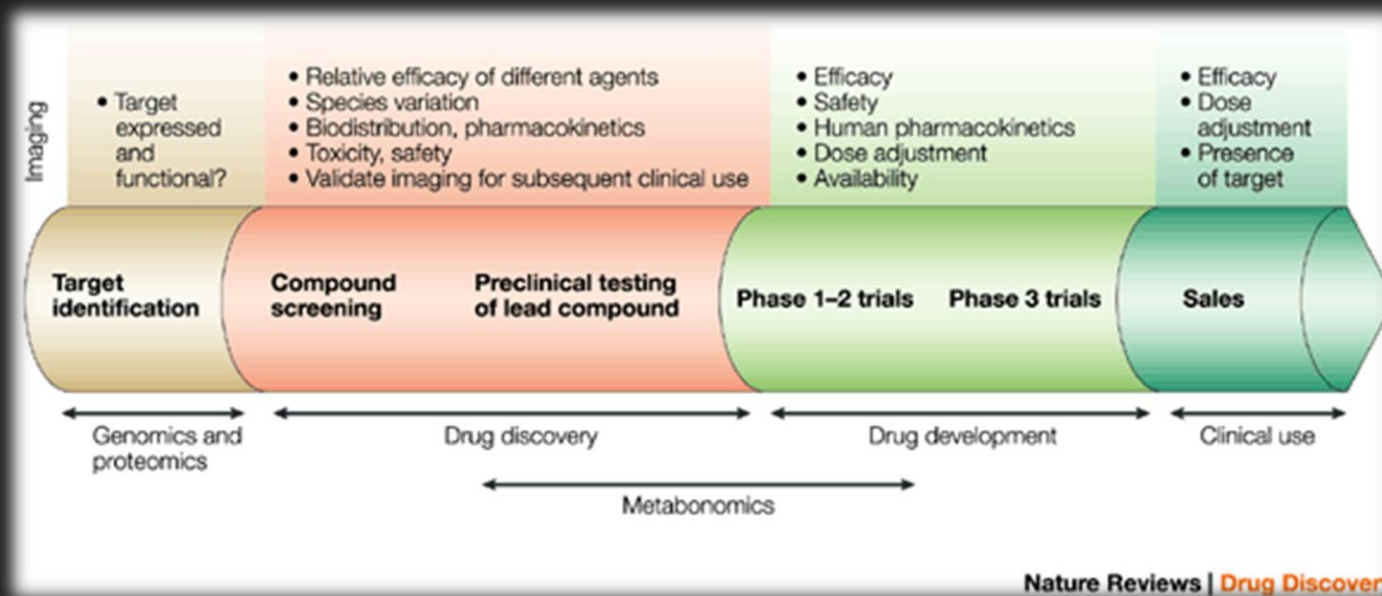 Imaging
• Target
expressed
and
functional?
• Relative efficacy of different agents
• Species variation
• Biodistribution, pharmacokinetics
• Toxicity, safety
• Validate imaging for subsequent clinical use
• Efficacy
• Safety
• Human pharmacokinetics
• Dose adjustment
• Availability
• Efficacy
• Dose
adjustment
• Presence
of target
Target
identification
Compound
screening
Preclinical testing
of lead compound
Phase 1–2 trials
Phase 3 trials
Sales
Genomics and
proteomics
Drug discovery
Drug development
Clinical use
Metabonomics
Nature Reviews | Drug Discover